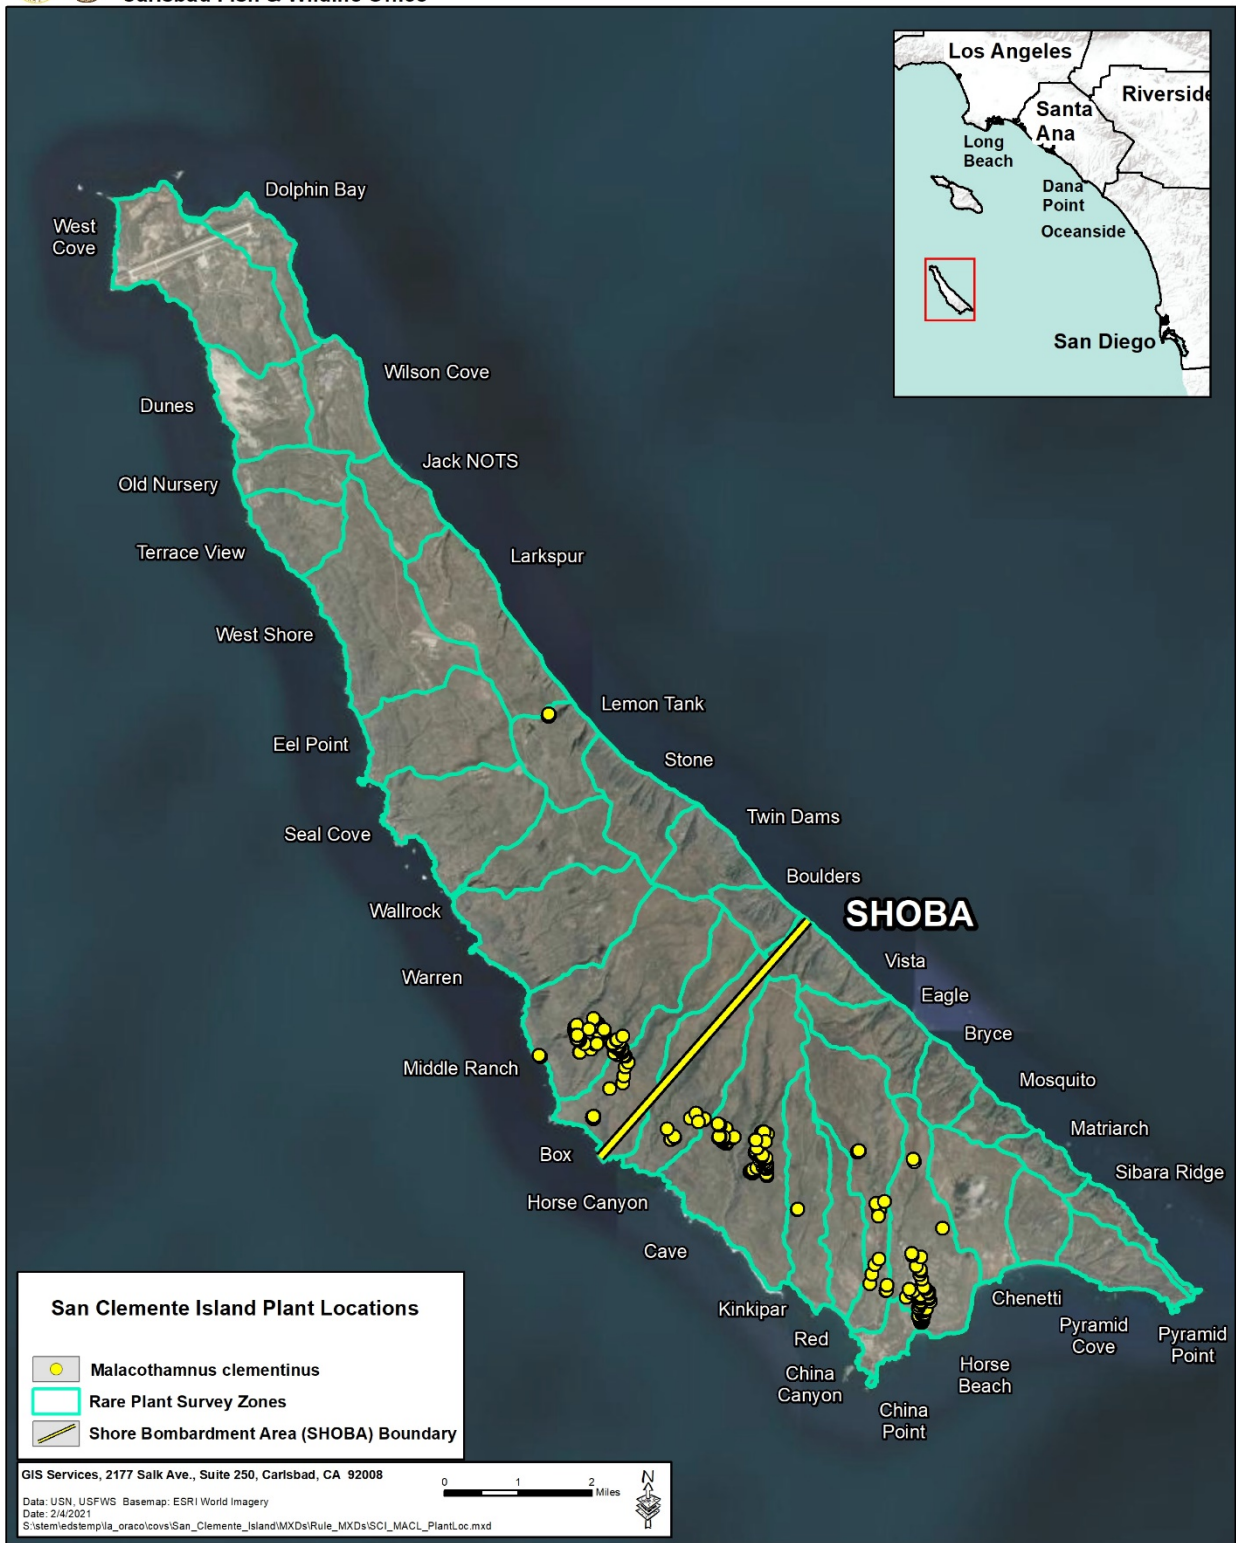 Carlsbad Fish & Wildlife Office
Los Angeles
Riverside
Santa
Ana
Long
Beach
Dana
Point
Oceanside
San Diego
Dolphin Bay
West
Cove
Wilson Cove
Dunes
Jack NOTS
Old Nursery
Terrace View
Larkspur
West Shore
Lemon Tank
Eel Point
Stone
Twin Dams
Seal Cove
Boulders
Wallrock
SHOBA
Vista
Warren
Eagle
Bryce
Middle Ranch
Mosquito
Matriarch
Box
Sibara Ridge
Horse Canyon
Cave
Kinkipar
Chenetti
Red
Pyramid
Cove
Pyramid
Point
China
Canyon
Horse
Beach
China
Point
San Clemente Island Plant Locations
Malacothamnus clementinus
Rare Plant Survey Zones
Shore Bombardment Area (SHOBA) Boundary
GIS Services, 2177 Salk Ave., Suite 250, Carlsbad, CA 92008
Data: USN, USFWS Basemap: ESRI World Imagery
Date: 2/4/2021
S:\stem\edstemp\la_oraco\covs\San_Clemente_Island\MXDs\Rule_MXDs\SCI_MACL_PlantLoc.mxd
0 1 2
Miles
N